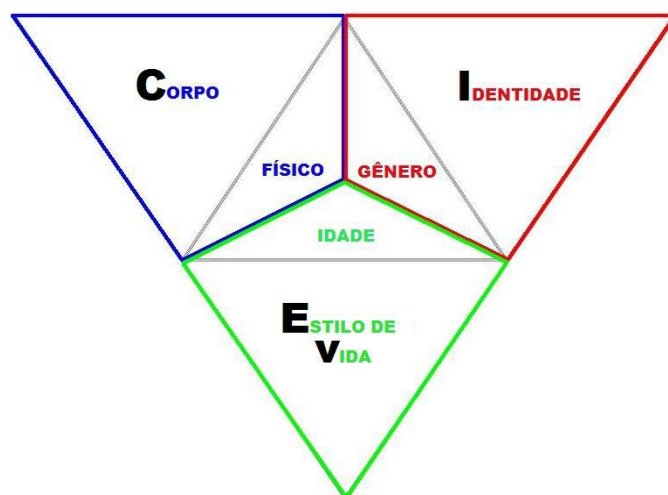 CORPO
IDENTIDADE
FÍSICO
GÊNERO
IDADE
ESTILO DE
VIDA